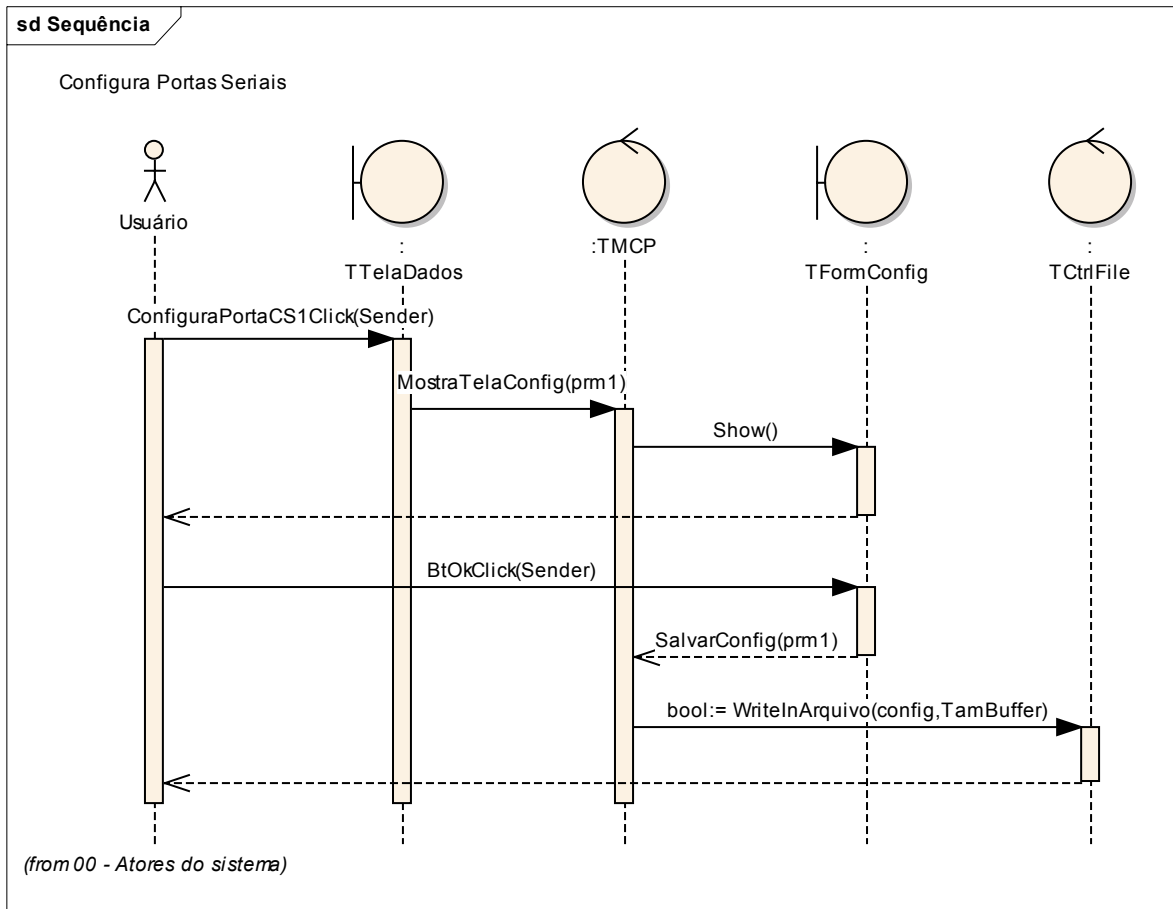 sd Sequência
Configura Portas Seriais
Usuário
:
TTelaDados
:TMCP
:
TFormConfig
:
TCtrlFile
ConfiguraPortaCS1Click(Sender)
MostraTelaConfig(prm1)
Show()
BtOkClick(Sender)
SalvarConfig(prm1)
bool:= WriteInArquivo(config,TamBuffer)
(from 00 - Atores do sistema)